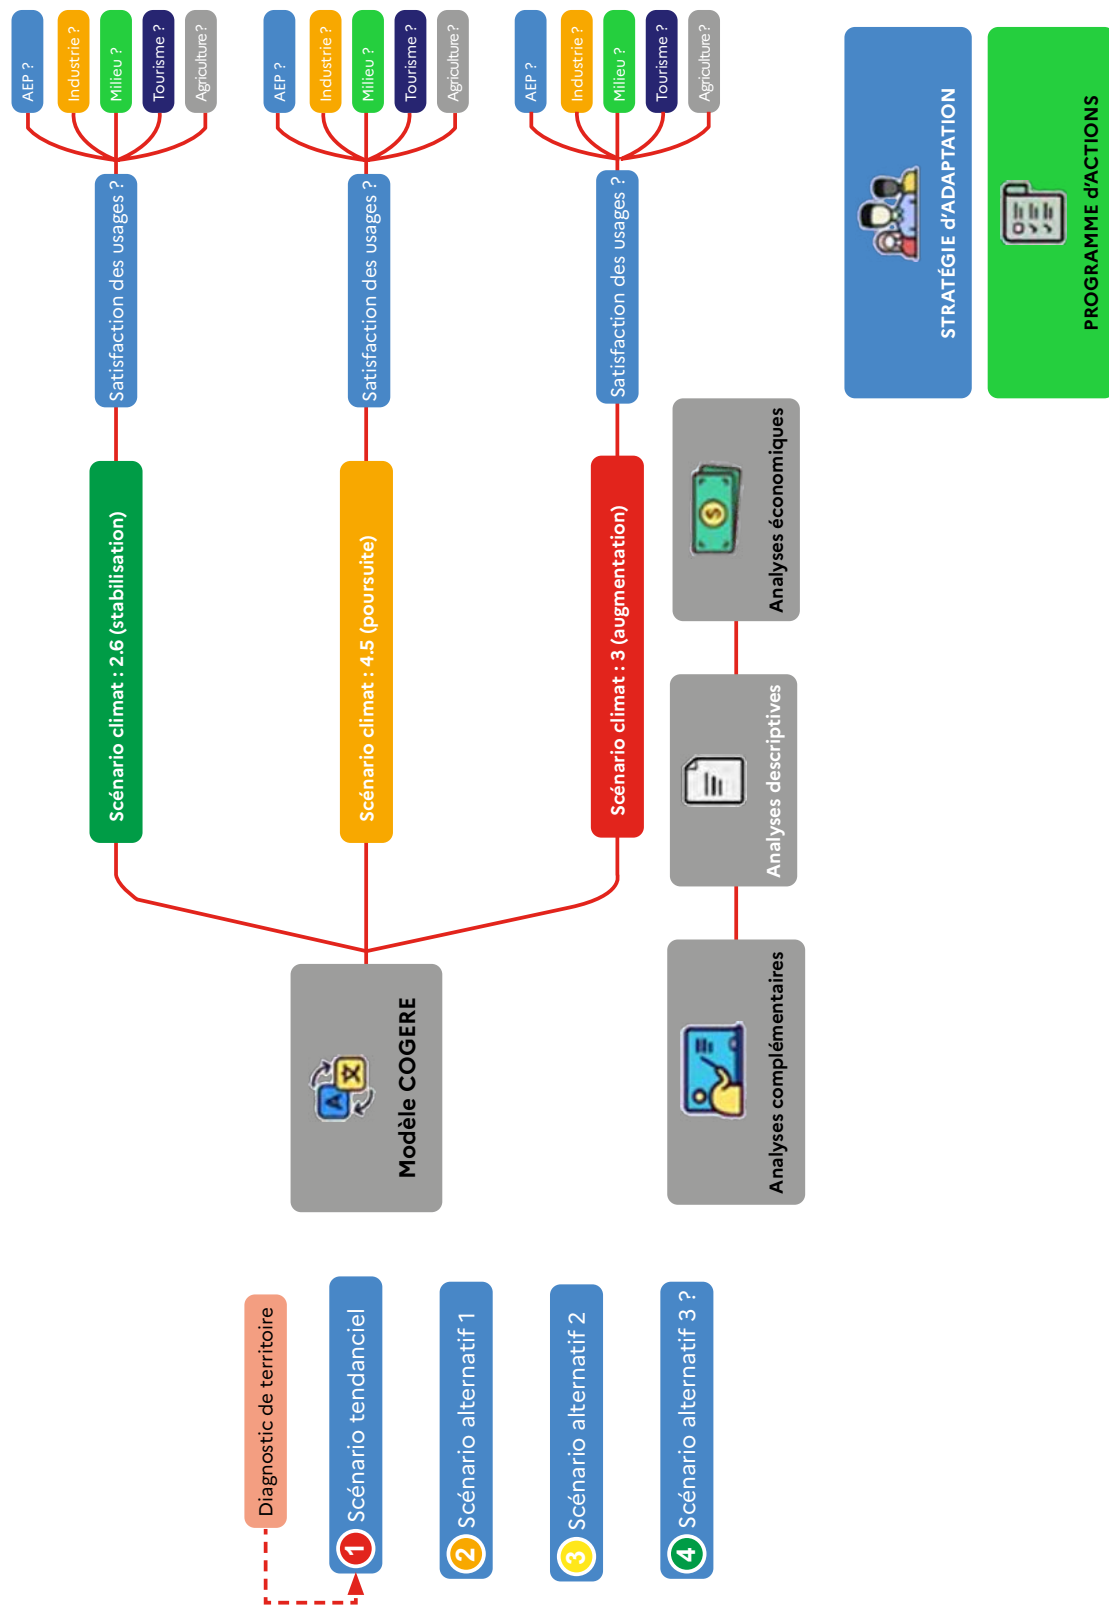 Diagnostic de territoire
1 Scénario tendanciel
2 Scénario alternatif 1
3 Scénario alternatif 2
4 Scénario alternatif 3 ?
Modèle COGERE
Scénario climat : 2.6 (stabilisation)
Satisfaction des usages ?
AEP ?
Industrie ?
Milieu ?
Tourisme ?
Agriculture ?
Scénario climat : 4.5 (poursuite)
Satisfaction des usages ?
AEP ?
Industrie ?
Milieu ?
Tourisme ?
Agriculture ?
Scénario climat : 3 (augmentation)
Satisfaction des usages ?
AEP ?
Industrie ?
Milieu ?
Tourisme ?
Agriculture ?
Analyses complémentaires
Analyses descriptives
Analyses économiques
STRATÉGIE d'ADAPTATION
PROGRAMME d'ACTIONS